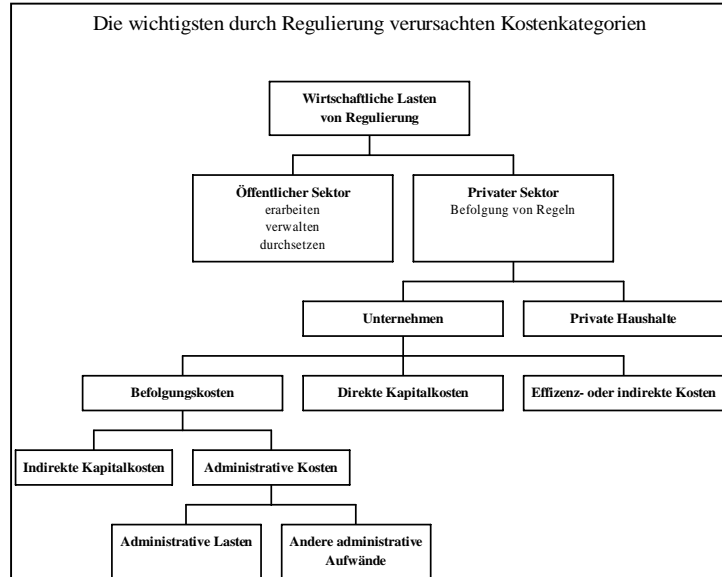 Die wichtigsten durch Regulierung verursachten Kostenkategorien
Wirtschaftliche Lasten
von Regulierung
Öffentlicher Sektor
erarbeiten
verwalten
durchsetzen
Privater Sektor
Befolgung von Regeln
Unternehmen
Private Haushalte
Befolgungskosten
Direkte Kapitalkosten
Effizenz- oder indirekte Kosten
Indirekte Kapitalkosten
Administrative Kosten
Administrative Lasten
Andere administrative
Aufwände